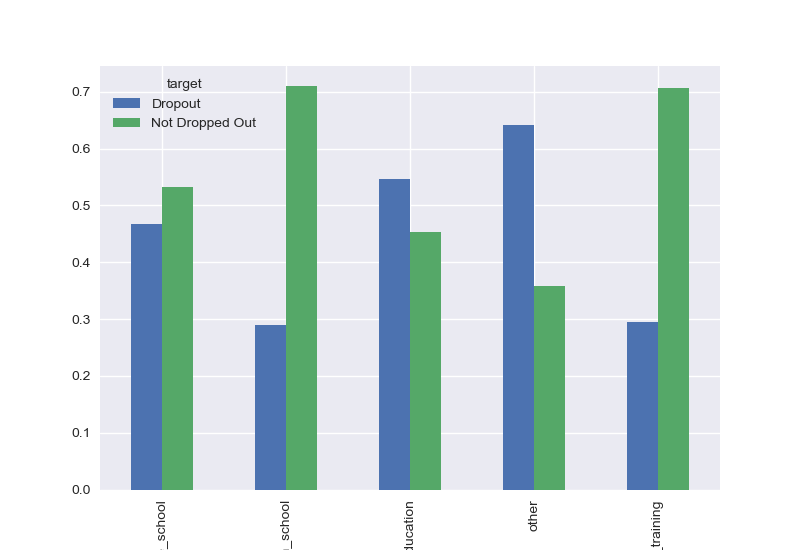 target
Dropout
Not Dropped Out
0.7
0.6
0.5
0.4
0.3
0.2
0.1
0.0
_school
_school
ducation
other
_training